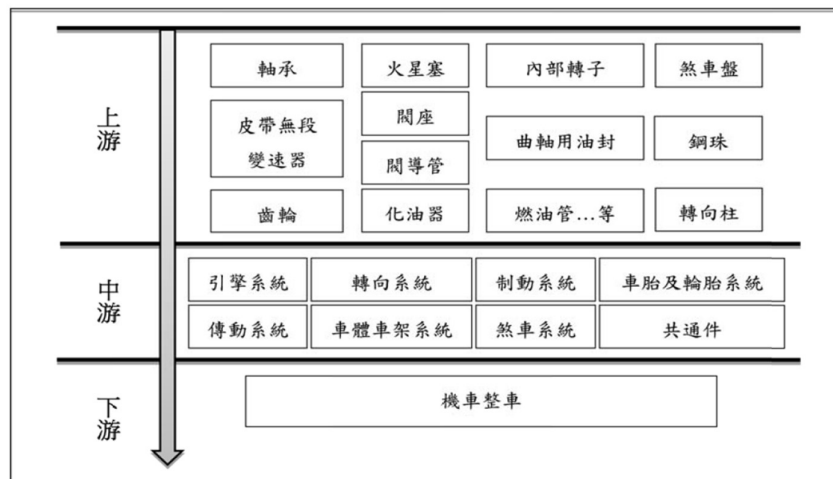 上游
軸承
火星塞
內部轉子
煞車盤
皮帶無段
變速器
閥座
閥導管
曲軸用油封
鋼珠
齒輪
化油器
燃油管...等
轉向柱
中游
引擎系統
轉向系統
制動系統
車胎及輪胎系統
傳動系統
車體車架系統
煞車系統
共通件
下游
機車整車